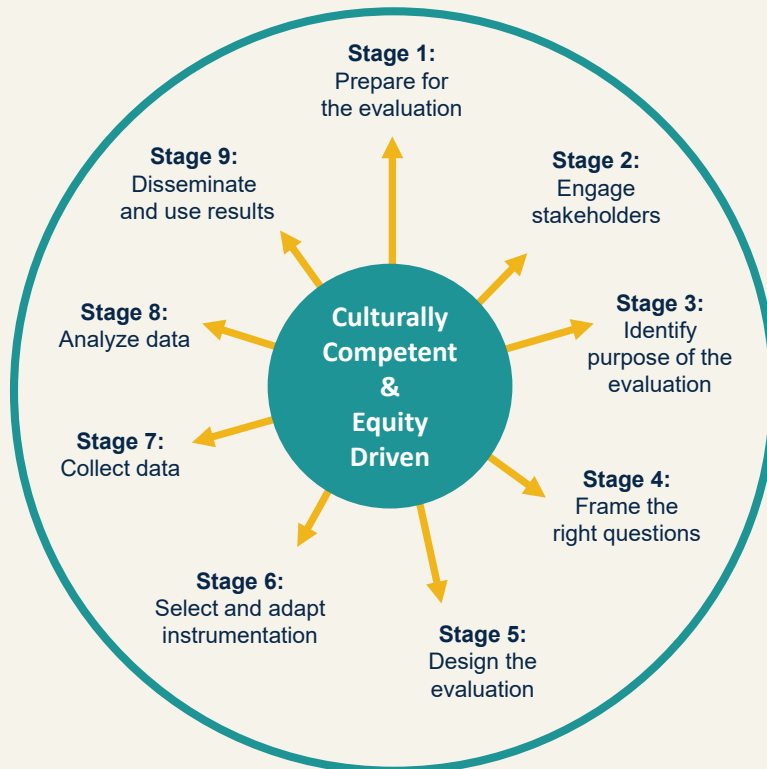 Stage 1:
Prepare for
the evaluation
Stage 2:
Engage
stakeholders
Stage 3:
Identify
purpose of the
evaluation
Stage 4:
Frame the
right questions
Stage 5:
Design the
evaluation
Stage 6:
Select and adapt
instrumentation
Stage 7:
Collect data
Stage 8:
Analyze data
Stage 9:
Disseminate
and use results
Culturally
Competent
&
Equity
Driven